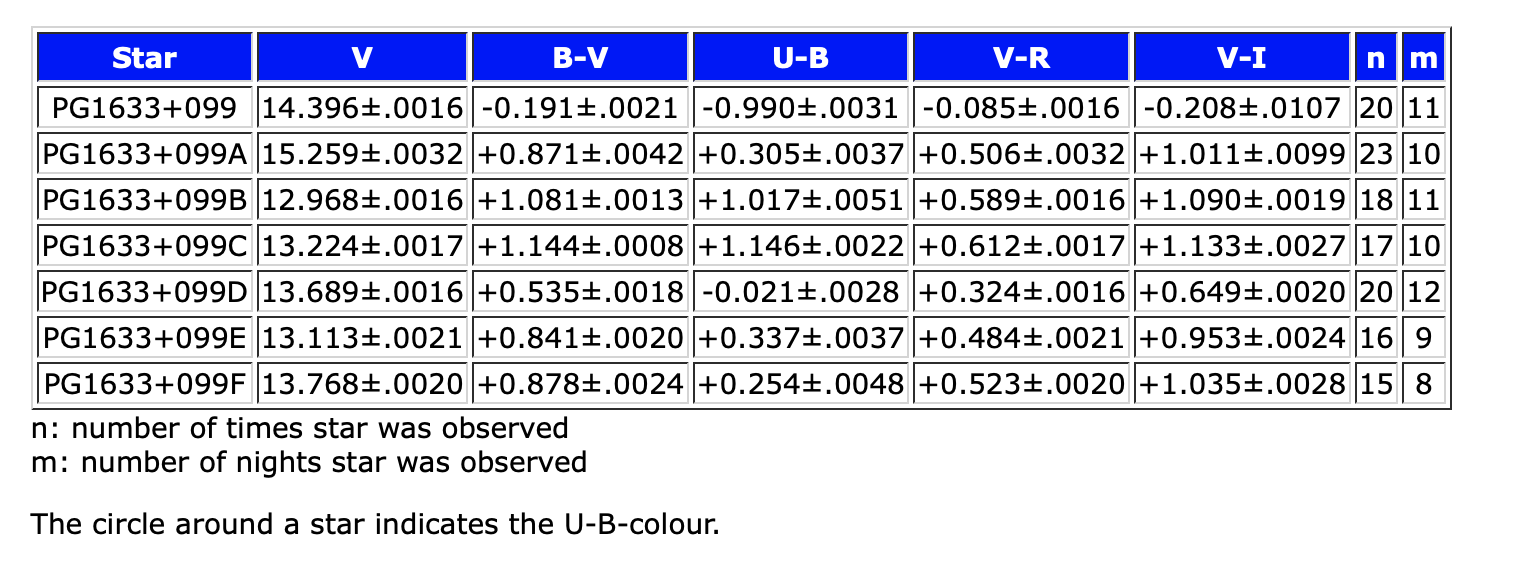 Star V B-V U-B V-R V-I n m
PG1633+099 14.396±.0016 -0.191±.0021 -0.990±.0031 -0.085±.0016 -0.208±.0107 20 11
PG1633+099A 15.259±.0032 +0.871±.0042 +0.305±.0037 +0.506±.0032 +1.011±.0099 23 10
PG1633+099B 12.968±.0016 +1.081±.0013 +1.017±.0051 +0.589±.0016 +1.090±.0019 18 11
PG1633+099C 13.224±.0017 +1.144±.0008 +1.146±.0022 +0.612±.0017 +1.133±.0027 17 10
PG1633+099D 13.689±.0016 +0.535±.0018 -0.021±.0028 +0.324±.0016 +0.649±.0020 20 12
PG1633+099E 13.113±.0021 +0.841±.0020 +0.337±.0037 +0.484±.0021 +0.953±.0024 16 9
PG1633+099F 13.768±.0020 +0.878±.0024 +0.254±.0048 +0.523±.0020 +1.035±.0028 15 8
n: number of times star was observed
m: number of nights star was observed
The circle around a star indicates the U-B-colour.